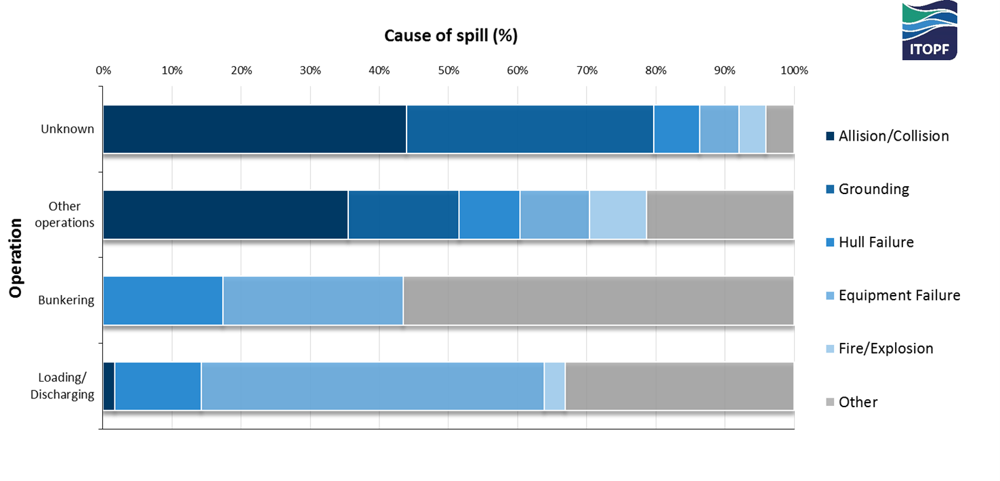 Cause of spill (%)
ITOPF
0% 10% 20% 30% 40% 50% 60% 70% 80% 90% 100%
Operation
Unknown
Other
operations
Bunkering
Loading/
Discharging
Allision/Collision
Grounding
Hull Failure
Equipment Failure
Fire/Explosion
Other